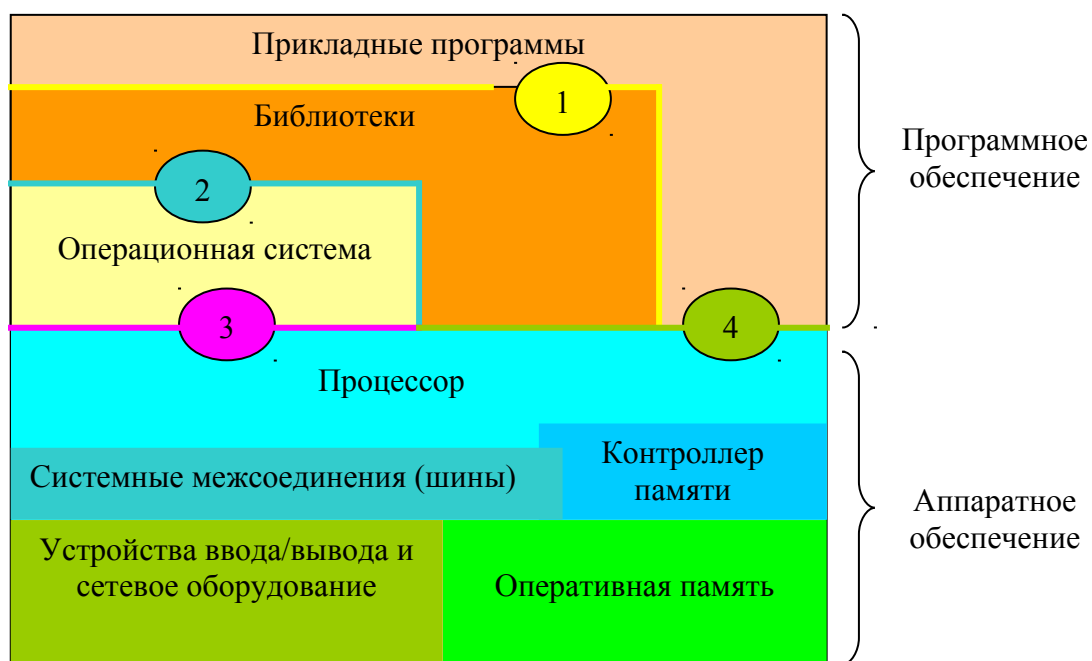 Прикладные программы
1
Библиотеки
Программное
обеспечение
2
Операционная система
3
4
Процессор
Контроллер
памяти
Системные межсоединения (шины)
Аппаратное
обеспечение
Устройства ввода/вывода и
сетевое оборудование
Оперативная память